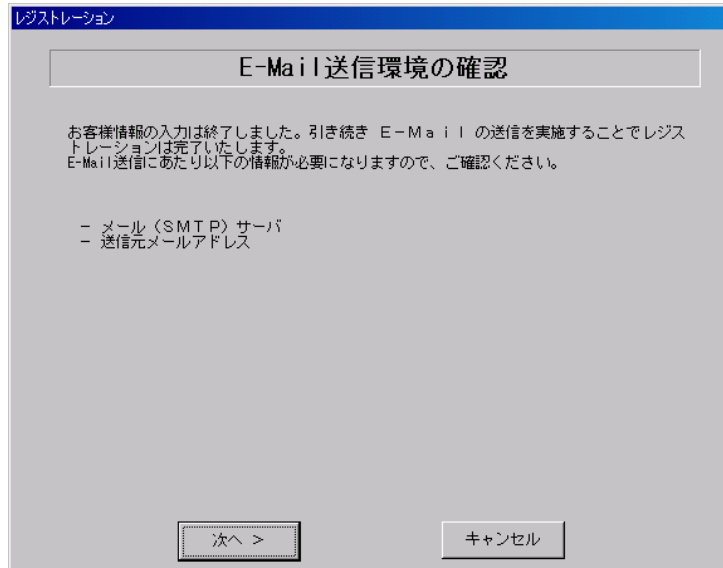 レジストレーション
E-Mail送信環境の確認
お客様情報の入力は終了しました。引き続き Ｅ－Ｍａｉｌ の送信を実施することでレジス
トレーションは完了いたします。
E-Mail送信にあたり以下の情報が必要になりますので、ご確認ください。
－ メール（ＳＭＴＰ）サーバ
－ 送信元メールアドレス
次へ >
キャンセル